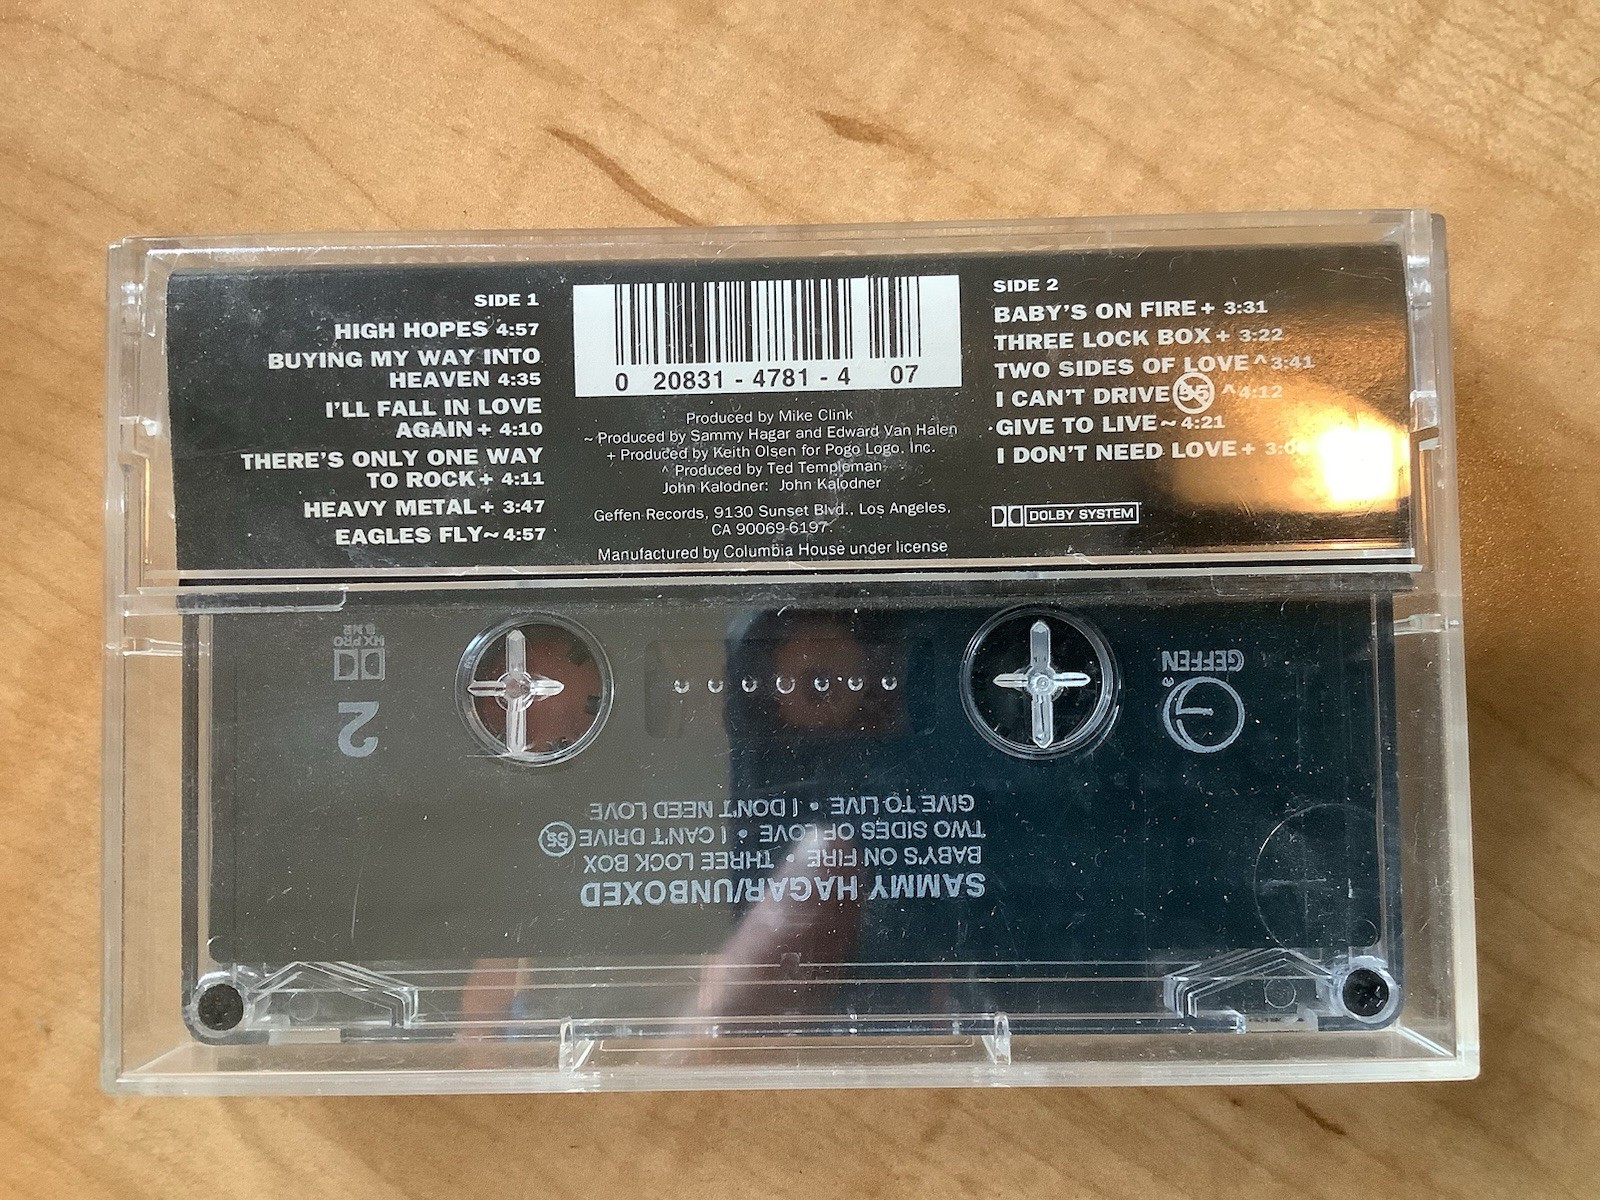 SIDE 1
HIGH HOPES 4:57
BUYING MY WAY INTO
HEAVEN 4:35
I'LL FALL IN LOVE
AGAIN + 4:10
THERE'S ONLY ONE WAY
TO ROCK + 4:11
HEAVY METAL + 3:47
EAGLES FLY ~ 4:57
0 20831 - 4781 - 4 07
Produced by Mike Clink
~ Produced by Sammy Hagar and Edward Van Halen
+ Produced by Keith Olsen for Pogo Logo, Inc.
^ Produced by Ted Templeman
John Kalodner: John Kalodner
Geffen Records, 9130 Sunset Blvd., Los Angeles,
CA 90069-6197
Manufactured by Columbia House under license
SIDE 2
BABY'S ON FIRE + 3:31
THREE LOCK BOX + 3:22
TWO SIDES OF LOVE ^ 3:41
I CAN'T DRIVE 55 ^ 4:12
GIVE TO LIVE ~ 4:21
I DON'T NEED LOVE +
DOLBY SYSTEM
SAMMY HAGAR/UNBOXED
BABY'S ON FIRE • THREE LOCK BOX
TWO SIDES OF LOVE • I CAN'T DRIVE 55
GIVE TO LIVE • I DON'T NEED LOVE
2
HX PRO
B NR
GEFFEN